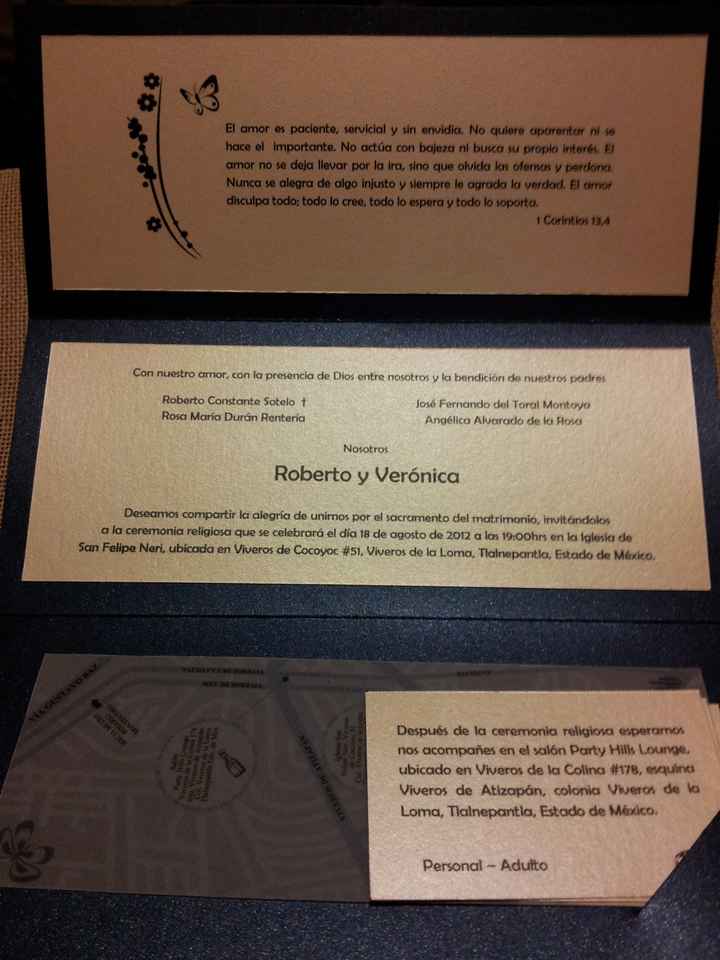 El amor es paciente, servicial y sin envidia. No quiere aparentar ni se
hace el importante. No actúa con bajeza ni busca su propio interés. El
amor no se deja llevar por la ira, sino que olvida las ofensas y perdona.
Nunca se alegra de algo injusto y siempre le agrada la verdad. El amor
disculpa todo; todo lo cree, todo lo espera y todo lo soporta.
1 Corintios 13,4
Con nuestro amor, con la presencia de Dios entre nosotros y la bendición de nuestros padres
Roberto Constante Sotelo †
Rosa María Durán Rentería
José Fernando del Toral Montoya
Angélica Alvarado de la Rosa
Nosotros
Roberto y Verónica
Deseamos compartir la alegría de unirnos por el sacramento del matrimonio, invitándolos
a la ceremonia religiosa que se celebrará el día 18 de agosto de 2012 a las 19:00hrs en la Iglesia de
San Felipe Neri, ubicada en Viveros de Cocoyoc #51, Viveros de la Loma, Tlalnepantla, Estado de México.
VÍA GUSTAVO BAZ
Después de la ceremonia religiosa esperamos
nos acompañes en el salón Party Hills Lounge,
ubicado en Viveros de la Colina #178, esquina
Viveros de Atizapán, colonia Viveros de la
Loma, Tlalnepantla, Estado de México.
Personal – Adulto